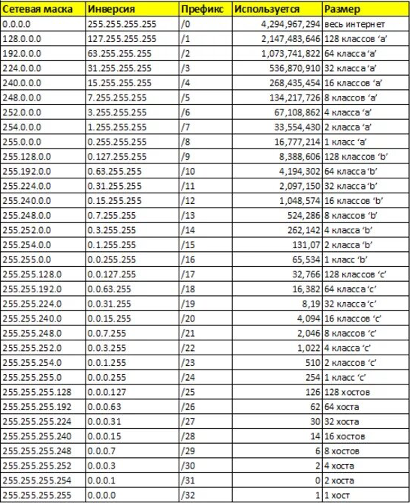 Сетевая маска Инверсия Префикс Используется Размер
0.0.0.0 255.255.255.255 /0 4,294,967,294 весь интернет
128.0.0.0 127.255.255.255 /1 2,147,483,646 128 классов 'a'
192.0.0.0 63.255.255.255 /2 1,073,741,822 64 класса 'a'
224.0.0.0 31.255.255.255 /3 536,870,910 32 класса 'a'
240.0.0.0 15.255.255.255 /4 268,435,454 16 классов 'a'
248.0.0.0 7.255.255.255 /5 134,217,726 8 классов 'a'
252.0.0.0 3.255.255.255 /6 67,108,862 4 класса 'a'
254.0.0.0 1.255.255.255 /7 33,554,430 2 класса 'a'
255.0.0.0 0.255.255.255 /8 16,777,214 1 класс 'a'
255.128.0.0 0.127.255.255 /9 8,388,606 128 классов 'b'
255.192.0.0 0.63.255.255 /10 4,194,302 64 класса 'b'
255.224.0.0 0.31.255.255 /11 2,097,150 32 класса 'b'
255.240.0.0 0.15.255.255 /12 1,048,574 16 классов 'b'
255.248.0.0 0.7.255.255 /13 524,286 8 классов 'b'
255.252.0.0 0.3.255.255 /14 262,142 4 класса 'b'
255.254.0.0 0.1.255.255 /15 131,07 2 класса 'b'
255.255.0.0 0.0.255.255 /16 65,534 1 класс 'b'
255.255.128.0 0.0.127.255 /17 32,766 128 классов 'c'
255.255.192.0 0.0.63.255 /18 16,382 64 класса 'c'
255.255.224.0 0.0.31.255 /19 8,19 32 класса 'c'
255.255.240.0 0.0.15.255 /20 4,094 16 классов 'c'
255.255.248.0 0.0.7.255 /21 2,046 8 классов 'c'
255.255.252.0 0.0.3.255 /22 1,022 4 класса 'c'
255.255.254.0 0.0.1.255 /23 510 2 класса 'c'
255.255.255.0 0.0.0.255 /24 254 1 класс 'c'
255.255.255.128 0.0.0.127 /25 126 128 хостов
255.255.255.192 0.0.0.63 /26 62 64 хоста
255.255.255.224 0.0.0.31 /27 30 32 хоста
255.255.255.240 0.0.0.15 /28 14 16 хостов
255.255.255.248 0.0.0.7 /29 6 8 хостов
255.255.255.252 0.0.0.3 /30 2 4 хоста
255.255.255.254 0.0.0.1 /31 0 2 хоста
255.255.255.255 0.0.0.0 /32 1 1 хост